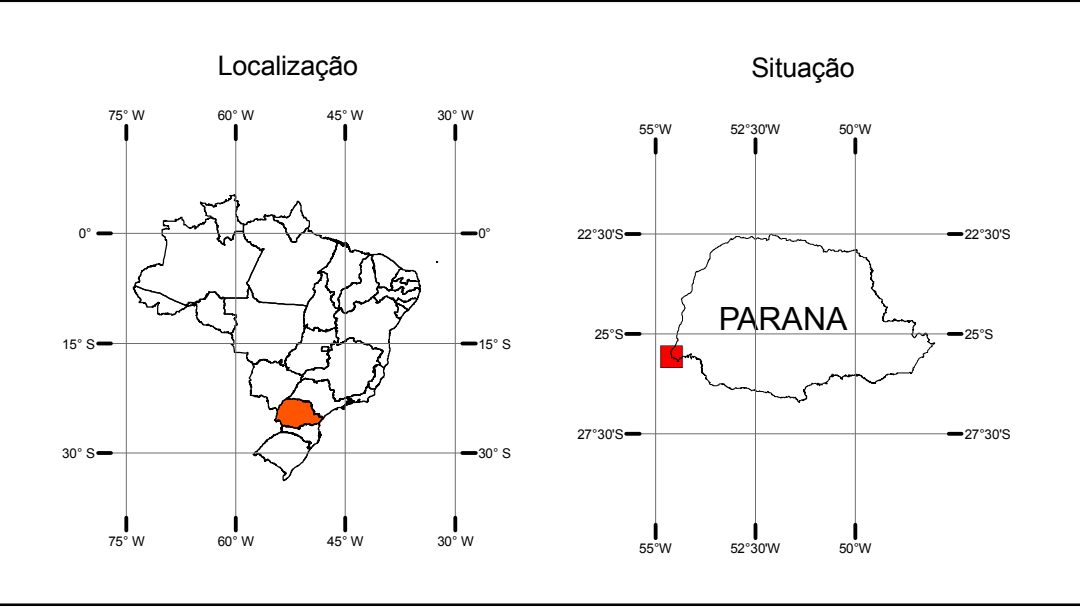 Localização
75° W 60° W 45° W 30° W
0° 0°
15° S 15° S
30° S 30° S
75° W 60° W 45° W 30° W
Situação
55°W 52°30'W 50°W
22°30'S 22°30'S
PARANA
25°S 25°S
27°30'S 27°30'S
55°W 52°30'W 50°W